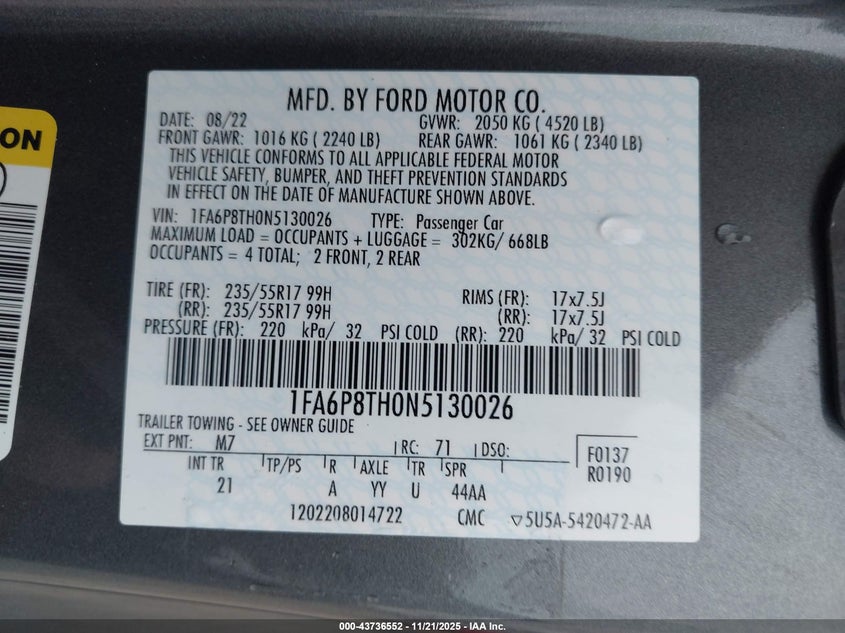 ON
MFD. BY FORD MOTOR CO.
DATE: 08/22 GVWR: 2050 KG ( 4520 LB)
FRONT GAWR: 1016 KG ( 2240 LB) REAR GAWR: 1061 KG ( 2340 LB)
THIS VEHICLE CONFORMS TO ALL APPLICABLE FEDERAL MOTOR
VEHICLE SAFETY, BUMPER, AND THEFT PREVENTION STANDARDS
IN EFFECT ON THE DATE OF MANUFACTURE SHOWN ABOVE.
VIN: 1FA6P8TH0N5130026 TYPE: Passenger Car
MAXIMUM LOAD = OCCUPANTS + LUGGAGE = 302KG/ 668LB
OCCUPANTS = 4 TOTAL; 2 FRONT, 2 REAR
TIRE (FR): 235/55R17 99H RIMS (FR): 17x7.5J
(RR): 235/55R17 99H (RR): 17x7.5J
PRESSURE (FR): 220 kPa/ 32 PSI COLD (RR): 220 kPa/ 32 PSI COLD
1FA6P8TH0N5130026
TRAILER TOWING - SEE OWNER GUIDE
EXT PNT: M7 RC: 71 DSO: F0137
R0190
INT TR TP/PS R AXLE TR SPR
21 A YY U 44AA
1202208014722 CMC ▽5U5A-5420472-AA
000-43736552 - 11/21/2025 - IAA Inc.